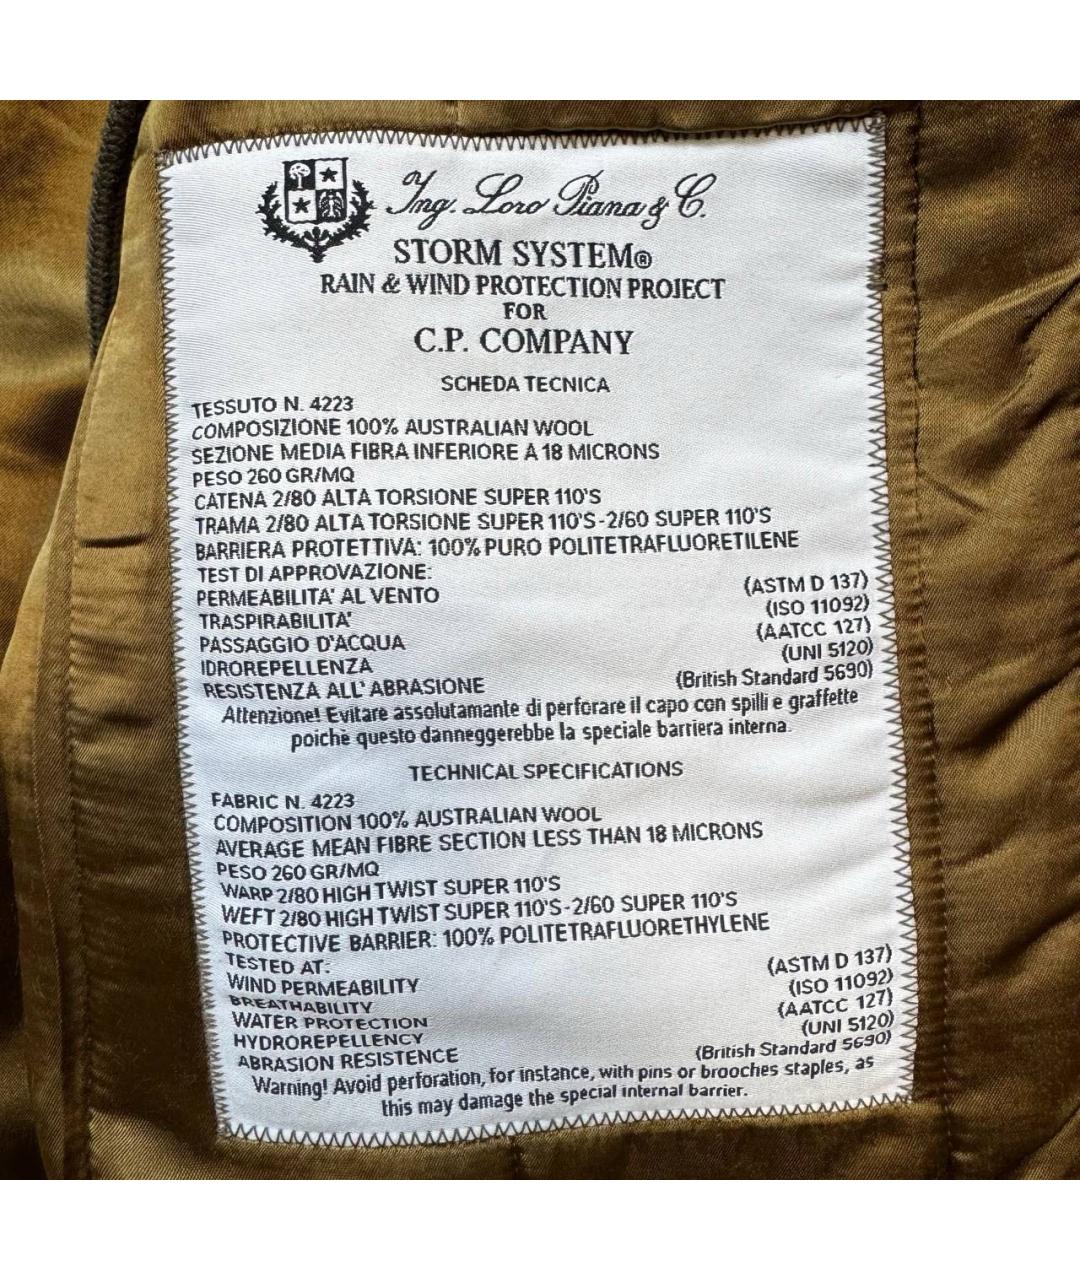 Ing. Loro Piana & C.
STORM SYSTEM®
RAIN & WIND PROTECTION PROJECT
FOR
C.P. COMPANY
SCHEDA TECNICA
TESSUTO N. 4223
COMPOSIZIONE 100% AUSTRALIAN WOOL
SEZIONE MEDIA FIBRA INFERIORE A 18 MICRONS
PESO 260 GR/MQ
CATENA 2/80 ALTA TORSIONE SUPER 110'S
TRAMA 2/80 ALTA TORSIONE SUPER 110'S-2/60 SUPER 110'S
BARRIERA PROTETTIVA: 100% PURO POLITETRAFLUORETILENE
TEST DI APPROVAZIONE:
PERMEABILITA' AL VENTO (ASTM D 137)
TRASPIRABILITA' (ISO 11092)
PASSAGGIO D'ACQUA (AATCC 127)
IDROREPELLENZA (UNI 5120)
RESISTENZA ALL' ABRASIONE (British Standard 5690)
Attenzione! Evitare assolutamante di perforare il capo con spilli e graffette
poichè questo danneggerebbe la speciale barriera interna.
TECHNICAL SPECIFICATIONS
FABRIC N. 4223
COMPOSITION 100% AUSTRALIAN WOOL
AVERAGE MEAN FIBRE SECTION LESS THAN 18 MICRONS
PESO 260 GR/MQ
WARP 2/80 HIGH TWIST SUPER 110'S
WEFT 2/80 HIGH TWIST SUPER 110'S-2/60 SUPER 110'S
PROTECTIVE BARRIER: 100% POLITETRAFLUORETHYLENE
TESTED AT:
WIND PERMEABILITY (ASTM D 137)
BREATHABILITY (ISO 11092)
WATER PROTECTION (AATCC 127)
HYDROREPELLENCY (UNI 5120)
ABRASION RESISTENCE (British Standard 5690)
Warning! Avoid perforation, for instance, with pins or brooches staples, as
this may damage the special internal barrier.